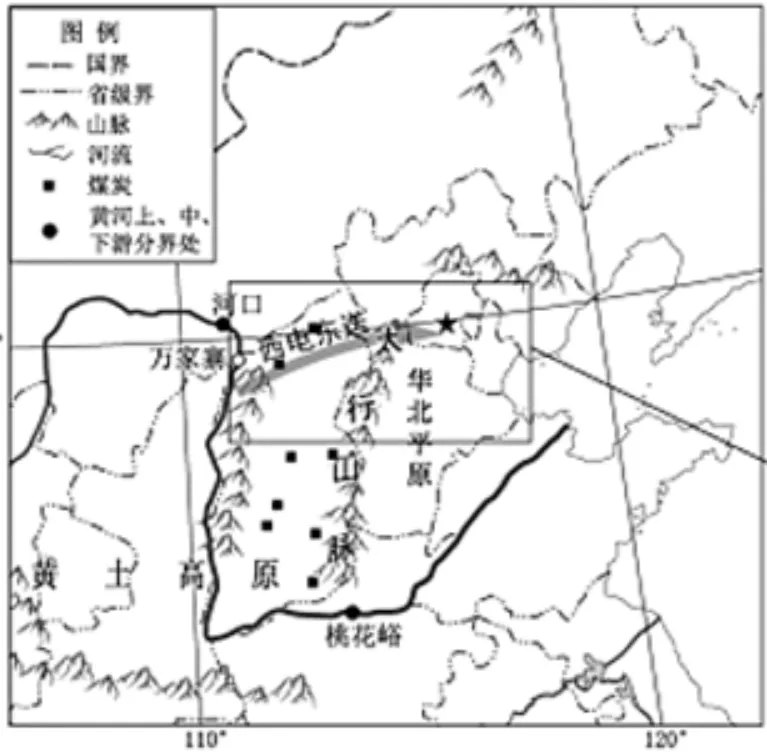 图例
国界
省级界
山脉
河流
煤炭
黄河上、中、
下游分界处
河口
万家寨
西电东送
太行山脉
华北平原
黄土高原
桃花峪
110°
120°